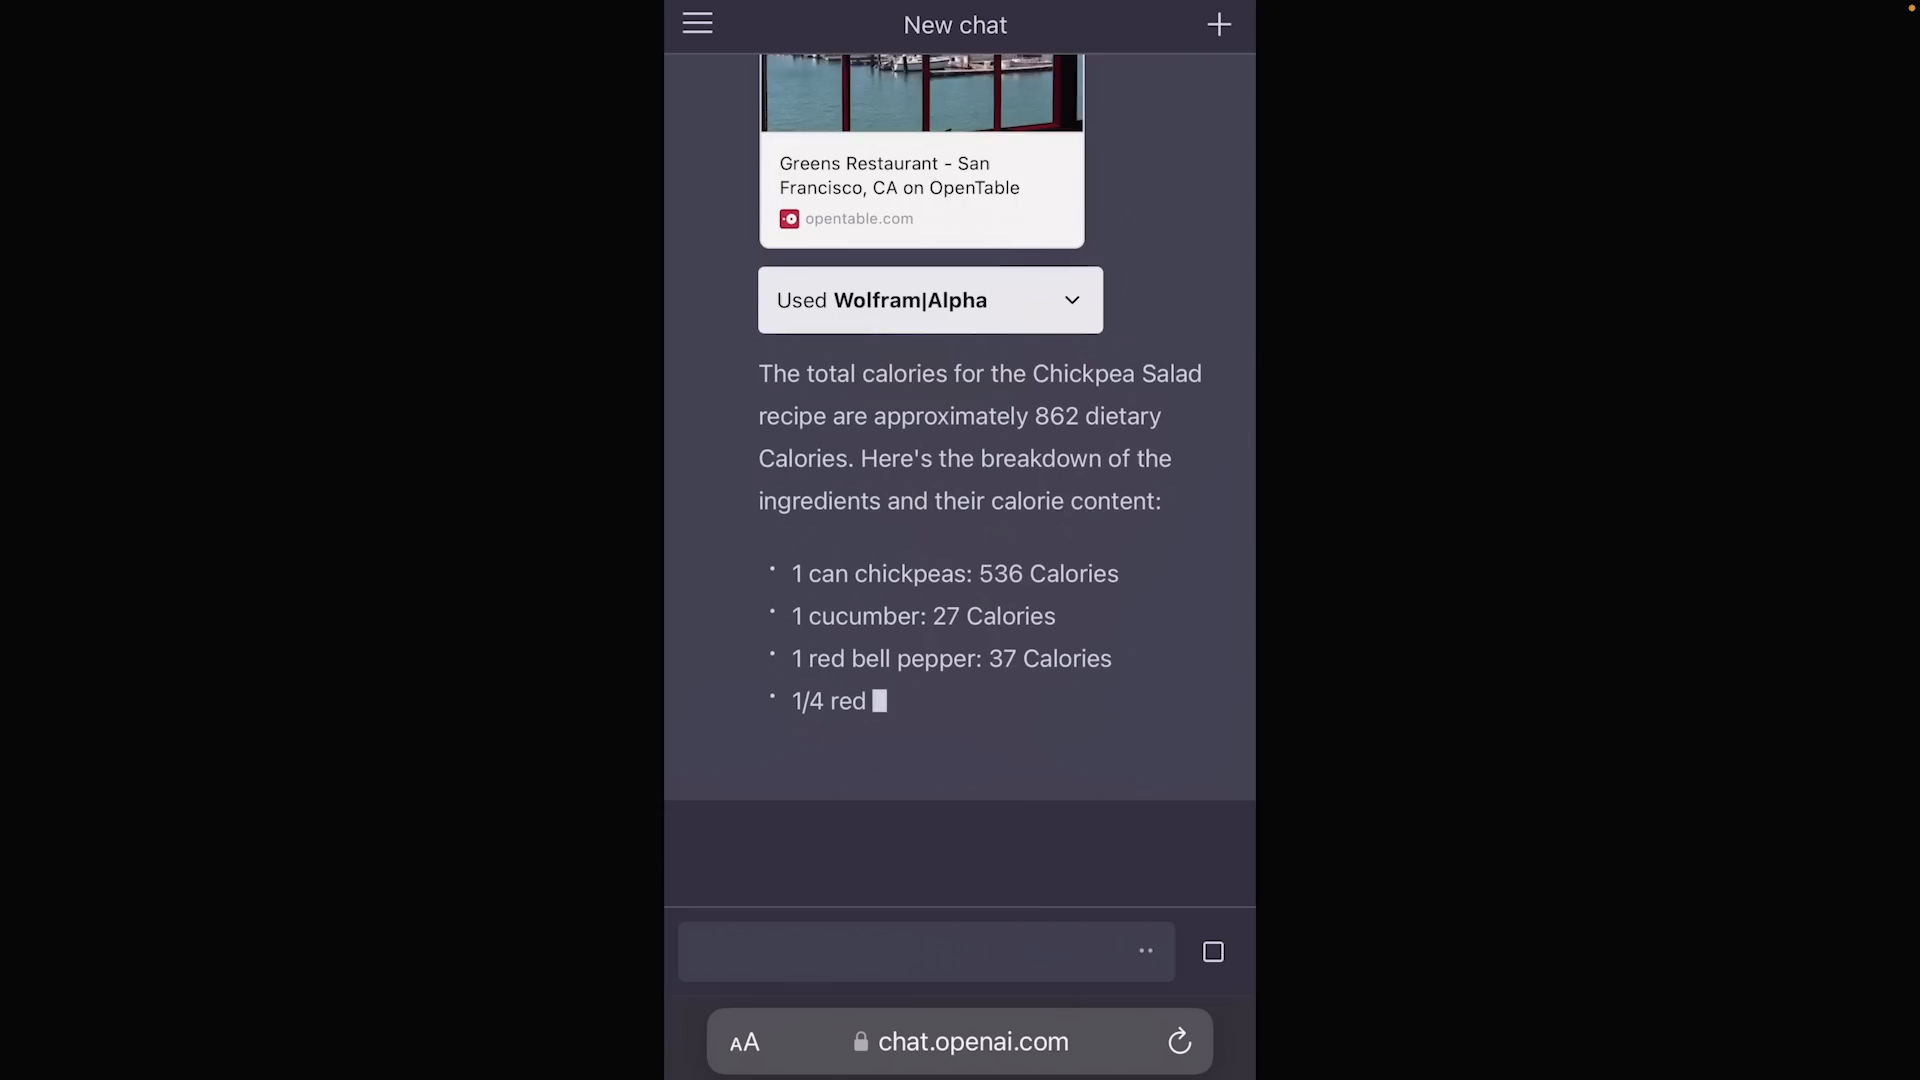 New chat
Greens Restaurant - San
Francisco, CA on OpenTable
opentable.com
Used Wolfram|Alpha
The total calories for the Chickpea Salad
recipe are approximately 862 dietary
Calories. Here's the breakdown of the
ingredients and their calorie content:
• 1 can chickpeas: 536 Calories
• 1 cucumber: 27 Calories
• 1 red bell pepper: 37 Calories
• 1/4 red
AA chat.openai.com